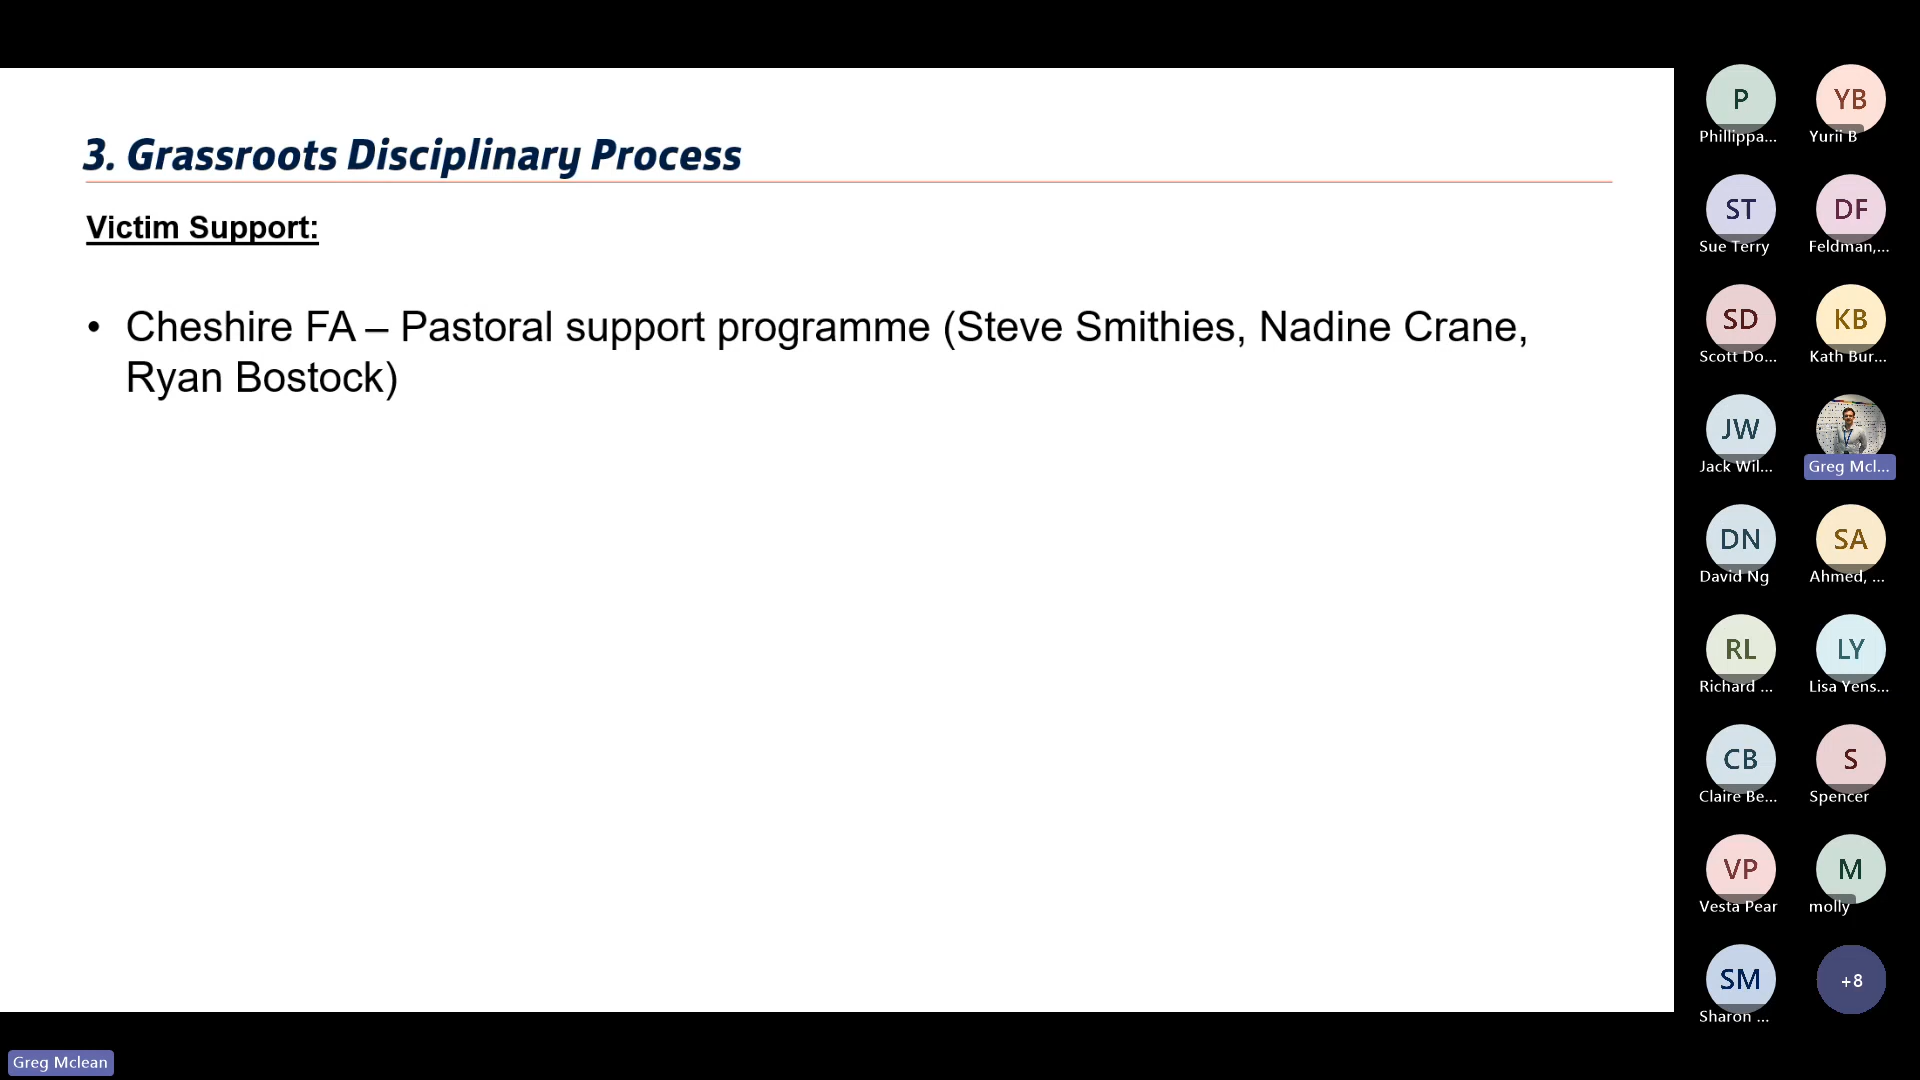 3. Grassroots Disciplinary Process
Victim Support:
• Cheshire FA – Pastoral support programme (Steve Smithies, Nadine Crane,
Ryan Bostock)
P
Phillippa...
YB
Yurii B
ST
Sue Terry
DF
Feldman,...
SD
Scott Do...
KB
Kath Bur...
JW
Jack Wil...
Greg Mcl...
DN
David Ng
SA
Ahmed, ...
RL
Richard ...
LY
Lisa Yens...
CB
Claire Be...
S
Spencer
VP
Vesta Pear
M
molly
SM
Sharon ...
+8
Greg Mclean